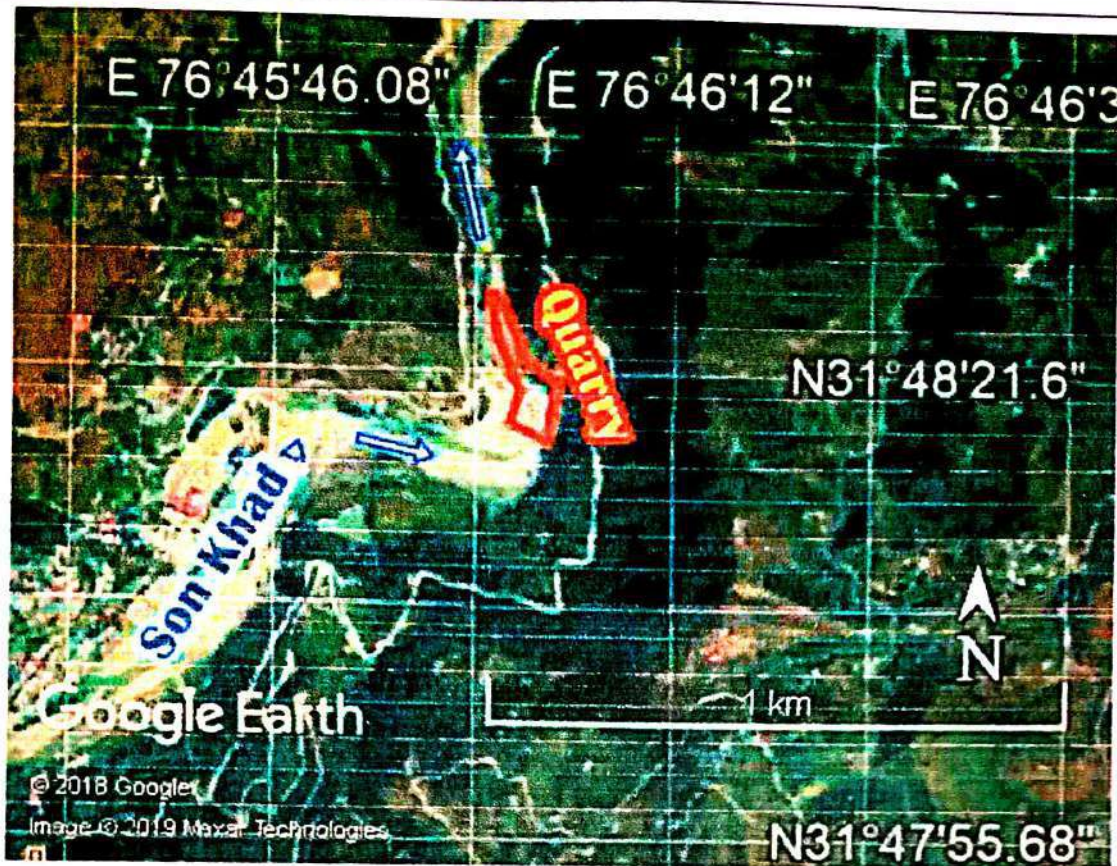 E 76°45'46.08" E 76°46'12" E 76°46'3
Quarry
N31°48'21.6"
Son Khad
N
1 km
Google Earth
© 2018 Google
Image © 2019 Maxar Technologies
N31°47'55.68"